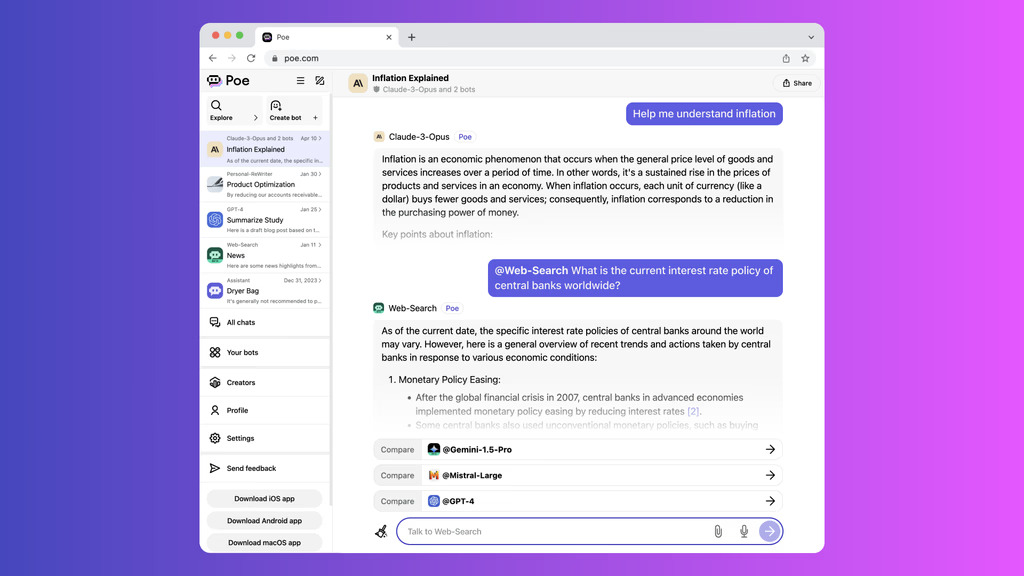 Poe
poe.com
Poe
Explore
Create bot +
Claude-3-Opus and 2 bots Apr 10
Inflation Explained
As of the current date, the specific in...
Personal-ReWriter Jan 30
Product Optimization
By reducing our accounts receivable...
GPT-4 Jan 25
Summarize Study
Here is a draft blog post based on t...
Web-Search Jan 11
News
Here are some news highlights from...
Assistant Dec 31, 2023
Dryer Bag
It's generally not recommended to p...
All chats
Your bots
Creators
Profile
Settings
Send feedback
Download iOS app
Download Android app
Download macOS app
Inflation Explained
Claude-3-Opus and 2 bots
Share
Help me understand inflation
Claude-3-Opus Poe
Inflation is an economic phenomenon that occurs when the general price level of goods and
services increases over a period of time. In other words, it's a sustained rise in the prices of
products and services in an economy. When inflation occurs, each unit of currency (like a
dollar) buys fewer goods and services; consequently, inflation corresponds to a reduction in
the purchasing power of money.
Key points about inflation:
@Web-Search What is the current interest rate policy of
central banks worldwide?
Web-Search Poe
As of the current date, the specific interest rate policies of central banks around the world
may vary. However, here is a general overview of recent trends and actions taken by central
banks in response to various economic conditions:
1. Monetary Policy Easing:
• After the global financial crisis in 2007, central banks in advanced economies
implemented monetary policy easing by reducing interest rates [2].
• Some central banks also used unconventional monetary policies, such as buying
Compare @Gemini-1.5-Pro
Compare @Mistral-Large
Compare @GPT-4
Talk to Web-Search